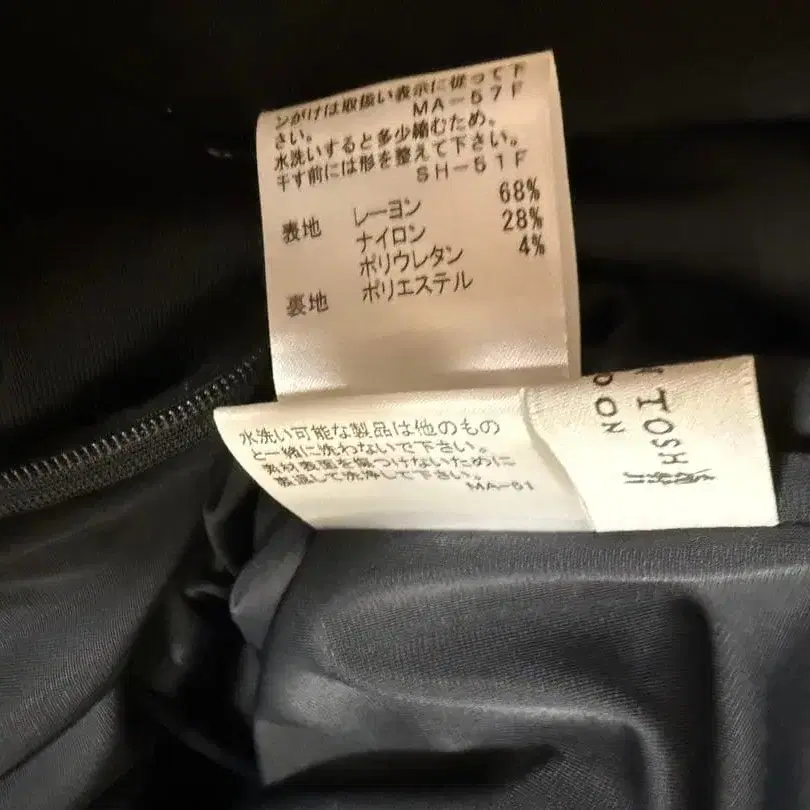 ンがけは取扱い表示に従って下
さい。 MA-57F
水洗いすると多少縮むため、
干す前には形を整えて下さい。
SH-51F
表地 レーヨン 68%
ナイロン 28%
ポリウレタン 4%
裏地 ポリエステル
水洗い可能な製品は他のもの
と一緒に洗わないで下さい。
素材表面を傷つけないために
裏返して洗浄して下さい。
MA-61
TO
NO
HSOH